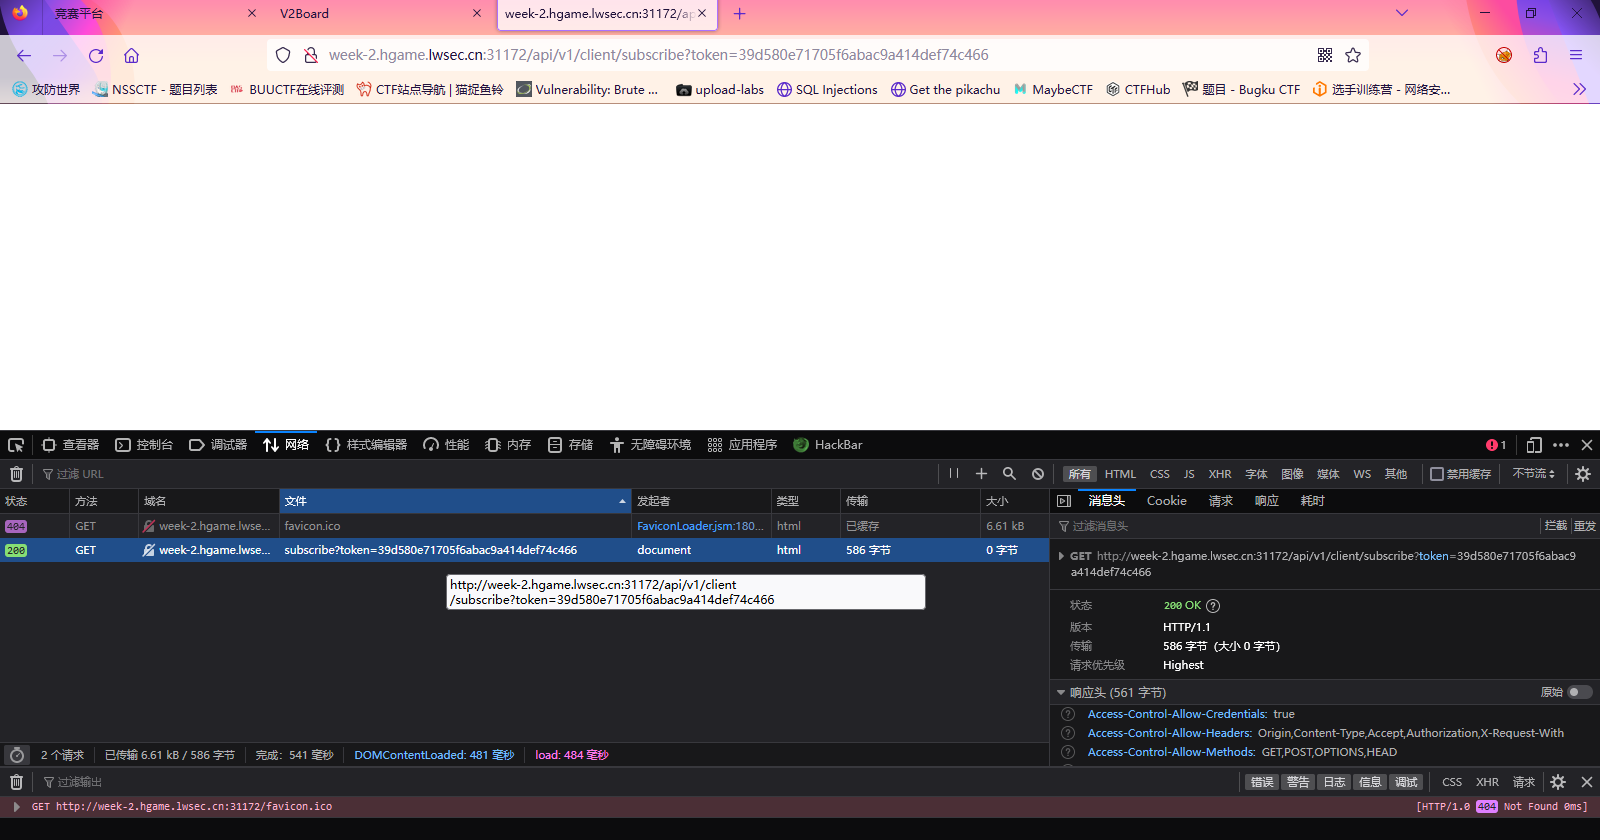 竞赛平台
V2Board
week-2.hgame.lwsec.cn:31172/ap
week-2.hgame.lwsec.cn:31172/api/v1/client/subscribe?token=39d580e71705f6abac9a414def74c466
攻防世界
NSSCTF - 题目列表
BUUCTF在线评测
CTF站点导航 | 猫捉鱼铃
Vulnerability: Brute ...
upload-labs
SQL Injections
Get the pikachu
MaybeCTF
CTFHub
题目 - Bugku CTF
选手训练营 - 网络安...
查看器
控制台
调试器
网络
样式编辑器
性能
内存
存储
无障碍环境
应用程序
HackBar
1
过滤 URL
所有 HTML CSS JS XHR 字体 图像 媒体 WS 其他
禁用缓存
不节流
状态 方法 域名 文件 发起者 类型 传输 大小
404 GET week-2.hgame.lwse... favicon.ico FaviconLoader.jsm:180... html 已缓存 6.61 kB
200 GET week-2.hgame.lwse... subscribe?token=39d580e71705f6abac9a414def74c466 document html 586 字节 0 字节
http://week-2.hgame.lwsec.cn:31172/api/v1/client
/subscribe?token=39d580e71705f6abac9a414def74c466
消息头 Cookie 请求 响应 耗时
过滤消息头
拦截 重发
GET http://week-2.hgame.lwsec.cn:31172/api/v1/client/subscribe?token=39d580e71705f6abac9
a414def74c466
状态 200 OK ?
版本 HTTP/1.1
传输 586 字节 (大小 0 字节)
请求优先级 Highest
响应头 (561 字节) 原始
? Access-Control-Allow-Credentials: true
? Access-Control-Allow-Headers: Origin,Content-Type,Accept,Authorization,X-Request-With
? Access-Control-Allow-Methods: GET,POST,OPTIONS,HEAD
2 个请求 已传输 6.61 kB / 586 字节 完成: 541 毫秒 DOMContentLoaded: 481 毫秒 load: 484 毫秒
过滤输出
错误 警告 日志 信息 调试 CSS XHR 请求
GET http://week-2.hgame.lwsec.cn:31172/favicon.ico [HTTP/1.0 404 Not Found 0ms]